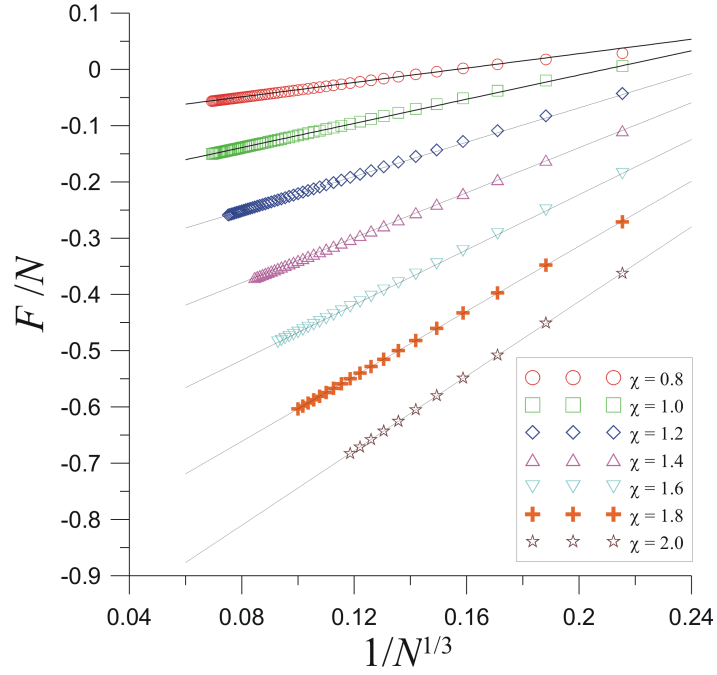 0.1
0
-0.1
-0.2
-0.3
-0.4
-0.5
-0.6
-0.7
-0.8
-0.9
F /N
0.04
0.08
0.12
0.16
0.2
0.24
1/N^{1/3}
χ = 0.8
χ = 1.0
χ = 1.2
χ = 1.4
χ = 1.6
χ = 1.8
χ = 2.0